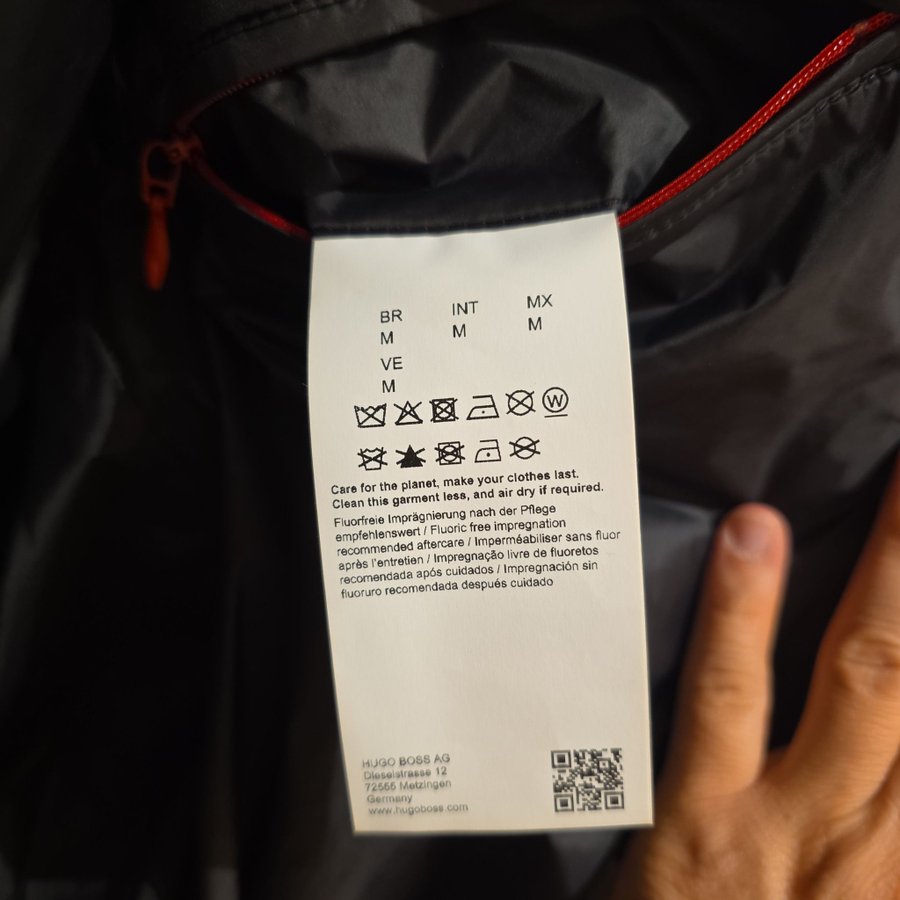 BR INT MX
M M M
VE
M
W
Care for the planet, make your clothes last.
Clean this garment less, and air dry if required.
Fluorfreie Imprägnierung nach der Pflege
empfehlenswert / Fluoric free impregnation
recommended aftercare / Imperméabiliser sans fluor
après l'entretien / Impregnação livre de fluoretos
recomendada após cuidados / Impregnación sin
fluoruro recomendada después cuidado
HUGO BOSS AG
Dieselstrasse 12
72555 Metzingen
Germany
www.hugoboss.com